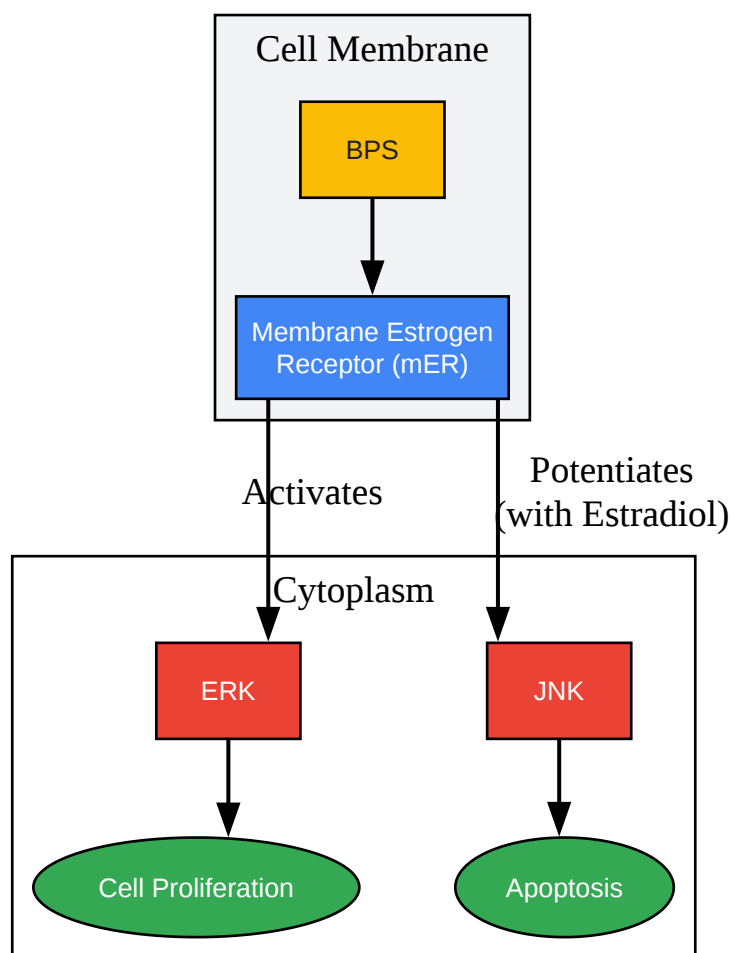 Cell Membrane
BPS
Membrane Estrogen
Receptor (mER)
Activates
Potentiates
(with Estradiol)
Cytoplasm
ERK
JNK
Cell Proliferation
Apoptosis